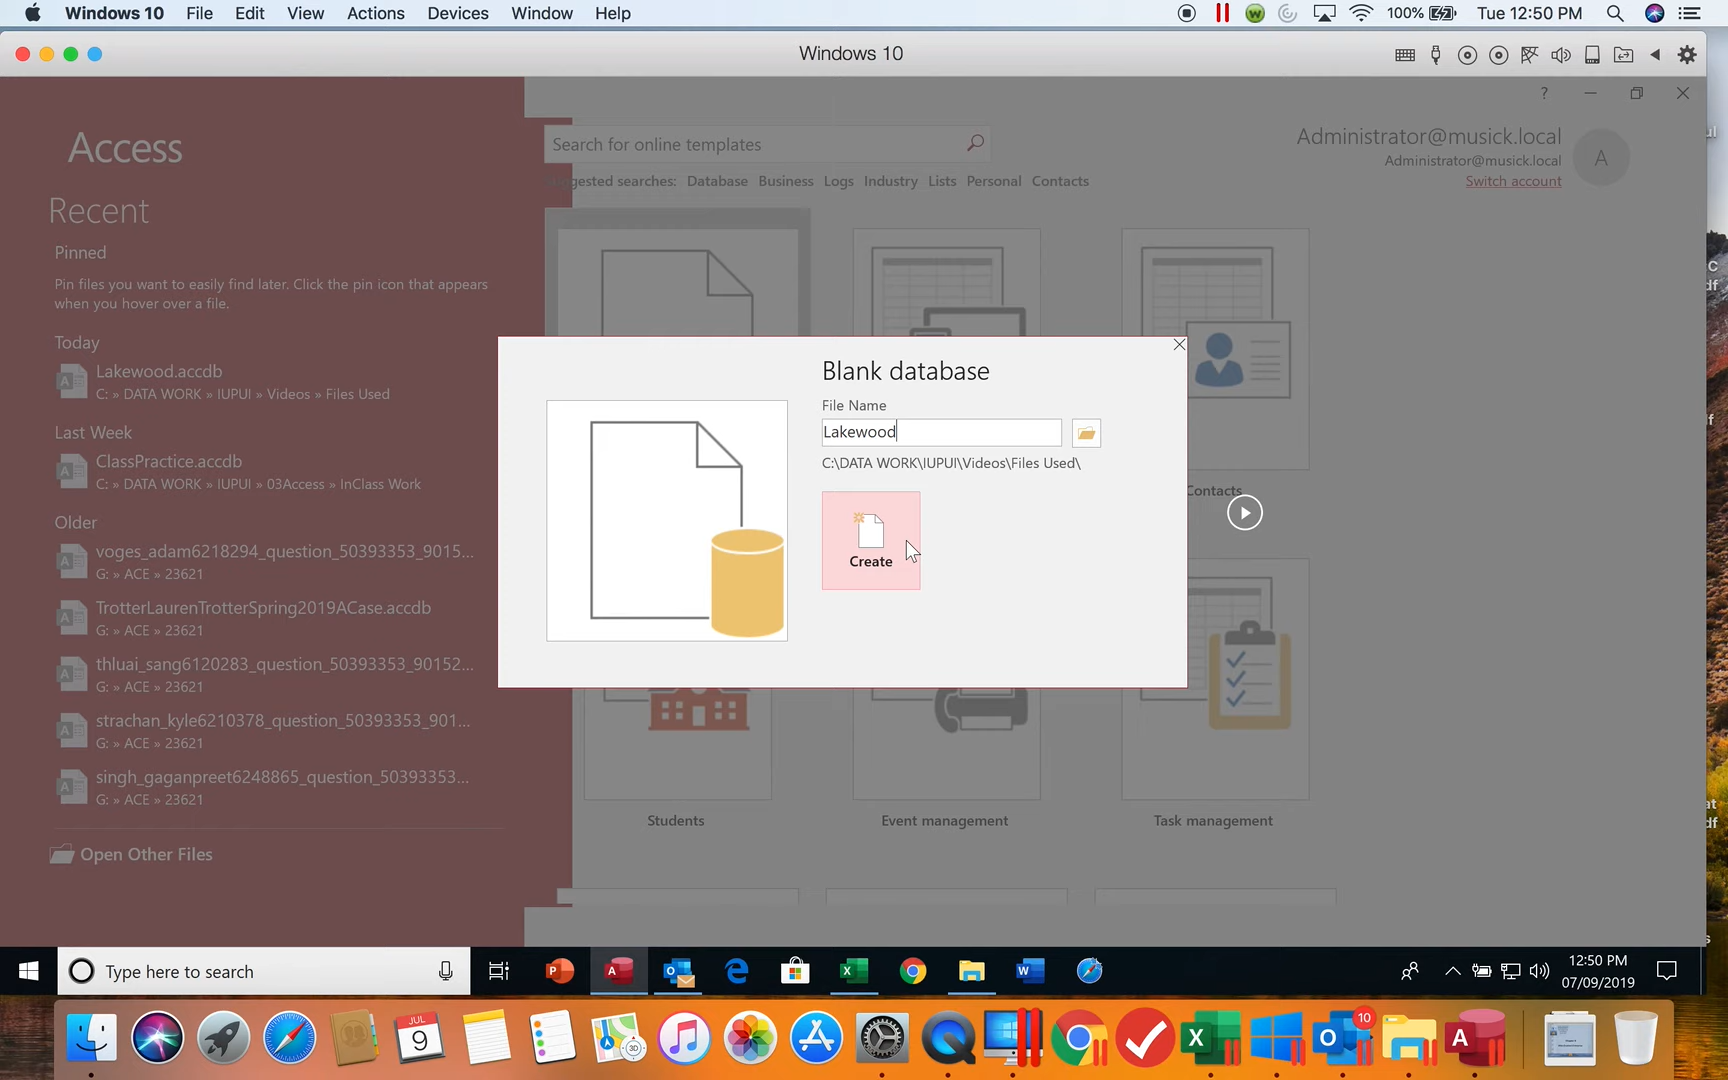 Windows 10 File Edit View Actions Devices Window Help 100% Tue 12:50 PM
Windows 10
Access
Search for online templates
Administrator@musick.local
Administrator@musick.local
A
Switch account
ggested searches: Database Business Logs Industry Lists Personal Contacts
Recent
Pinned
Pin files you want to easily find later. Click the pin icon that appears
when you hover over a file.
Today
Lakewood.accdb
C: » DATA WORK » IUPUI » Videos » Files Used
Last Week
ClassPractice.accdb
C: » DATA WORK » IUPUI » 03Access » InClass Work
Older
voges_adam6218294_question_50393353_9015...
G: » ACE » 23621
TrotterLaurenTrotterSpring2019ACase.accdb
G: » ACE » 23621
thluai_sang6120283_question_50393353_90152...
G: » ACE » 23621
strachan_kyle6210378_question_50393353_901...
G: » ACE » 23621
singh_gaganpreet6248865_question_50393353...
G: » ACE » 23621
Open Other Files
Blank database
File Name
Lakewood
C:\DATA WORK\IUPUI\Videos\Files Used\
Create
Contacts
Students
Event management
Task management
Type here to search
12:50 PM
07/09/2019
JUL
9
3D
10